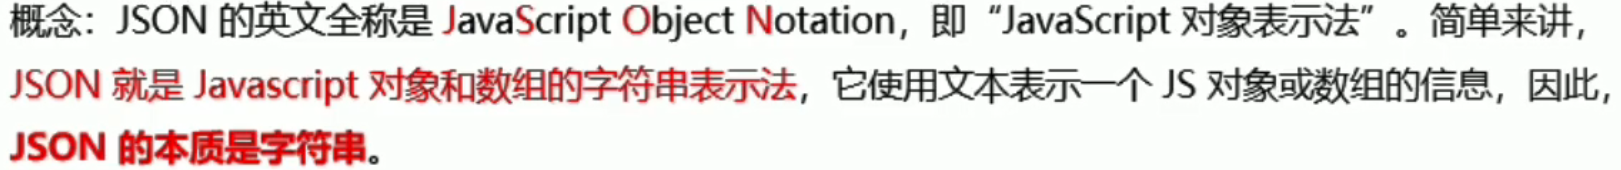 概念：JSON 的英文全称是 JavaScript Object Notation，即“JavaScript 对象表示法”。简单来讲，
JSON 就是 Javascript 对象和数组的字符串表示法，它使用文本表示一个 JS 对象或数组的信息，因此，
JSON 的本质是字符串。